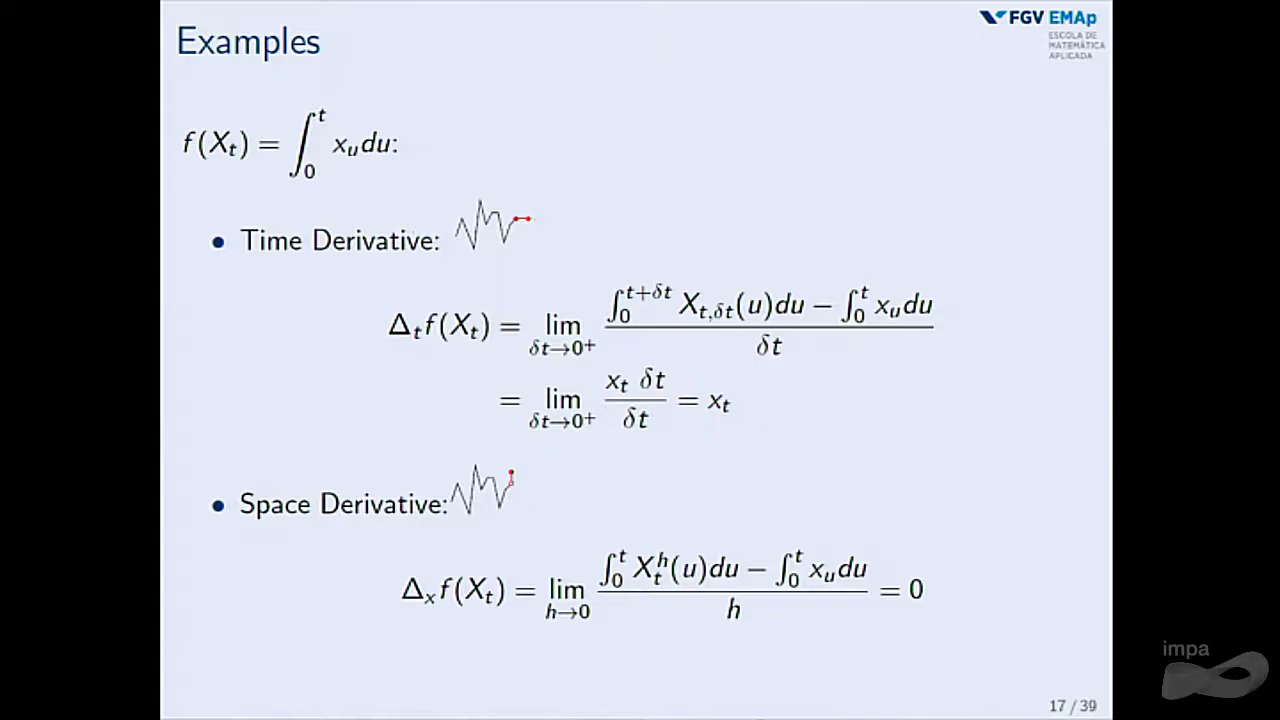 FGV EMAp
ESCOLA DE
MATEMÁTICA
APLICADA
Examples
f(X_t) = ∫_0^t x_u du:
• Time Derivative:
Δ_t f(X_t) = lim_{δt→0⁺} (∫_0^{t+δt} X_{t,δt}(u)du − ∫_0^t x_u du) / δt
= lim_{δt→0⁺} (x_t δt) / δt = x_t
• Space Derivative:
Δ_x f(X_t) = lim_{h→0} (∫_0^t X_t^h(u)du − ∫_0^t x_u du) / h = 0
impa
17 / 39